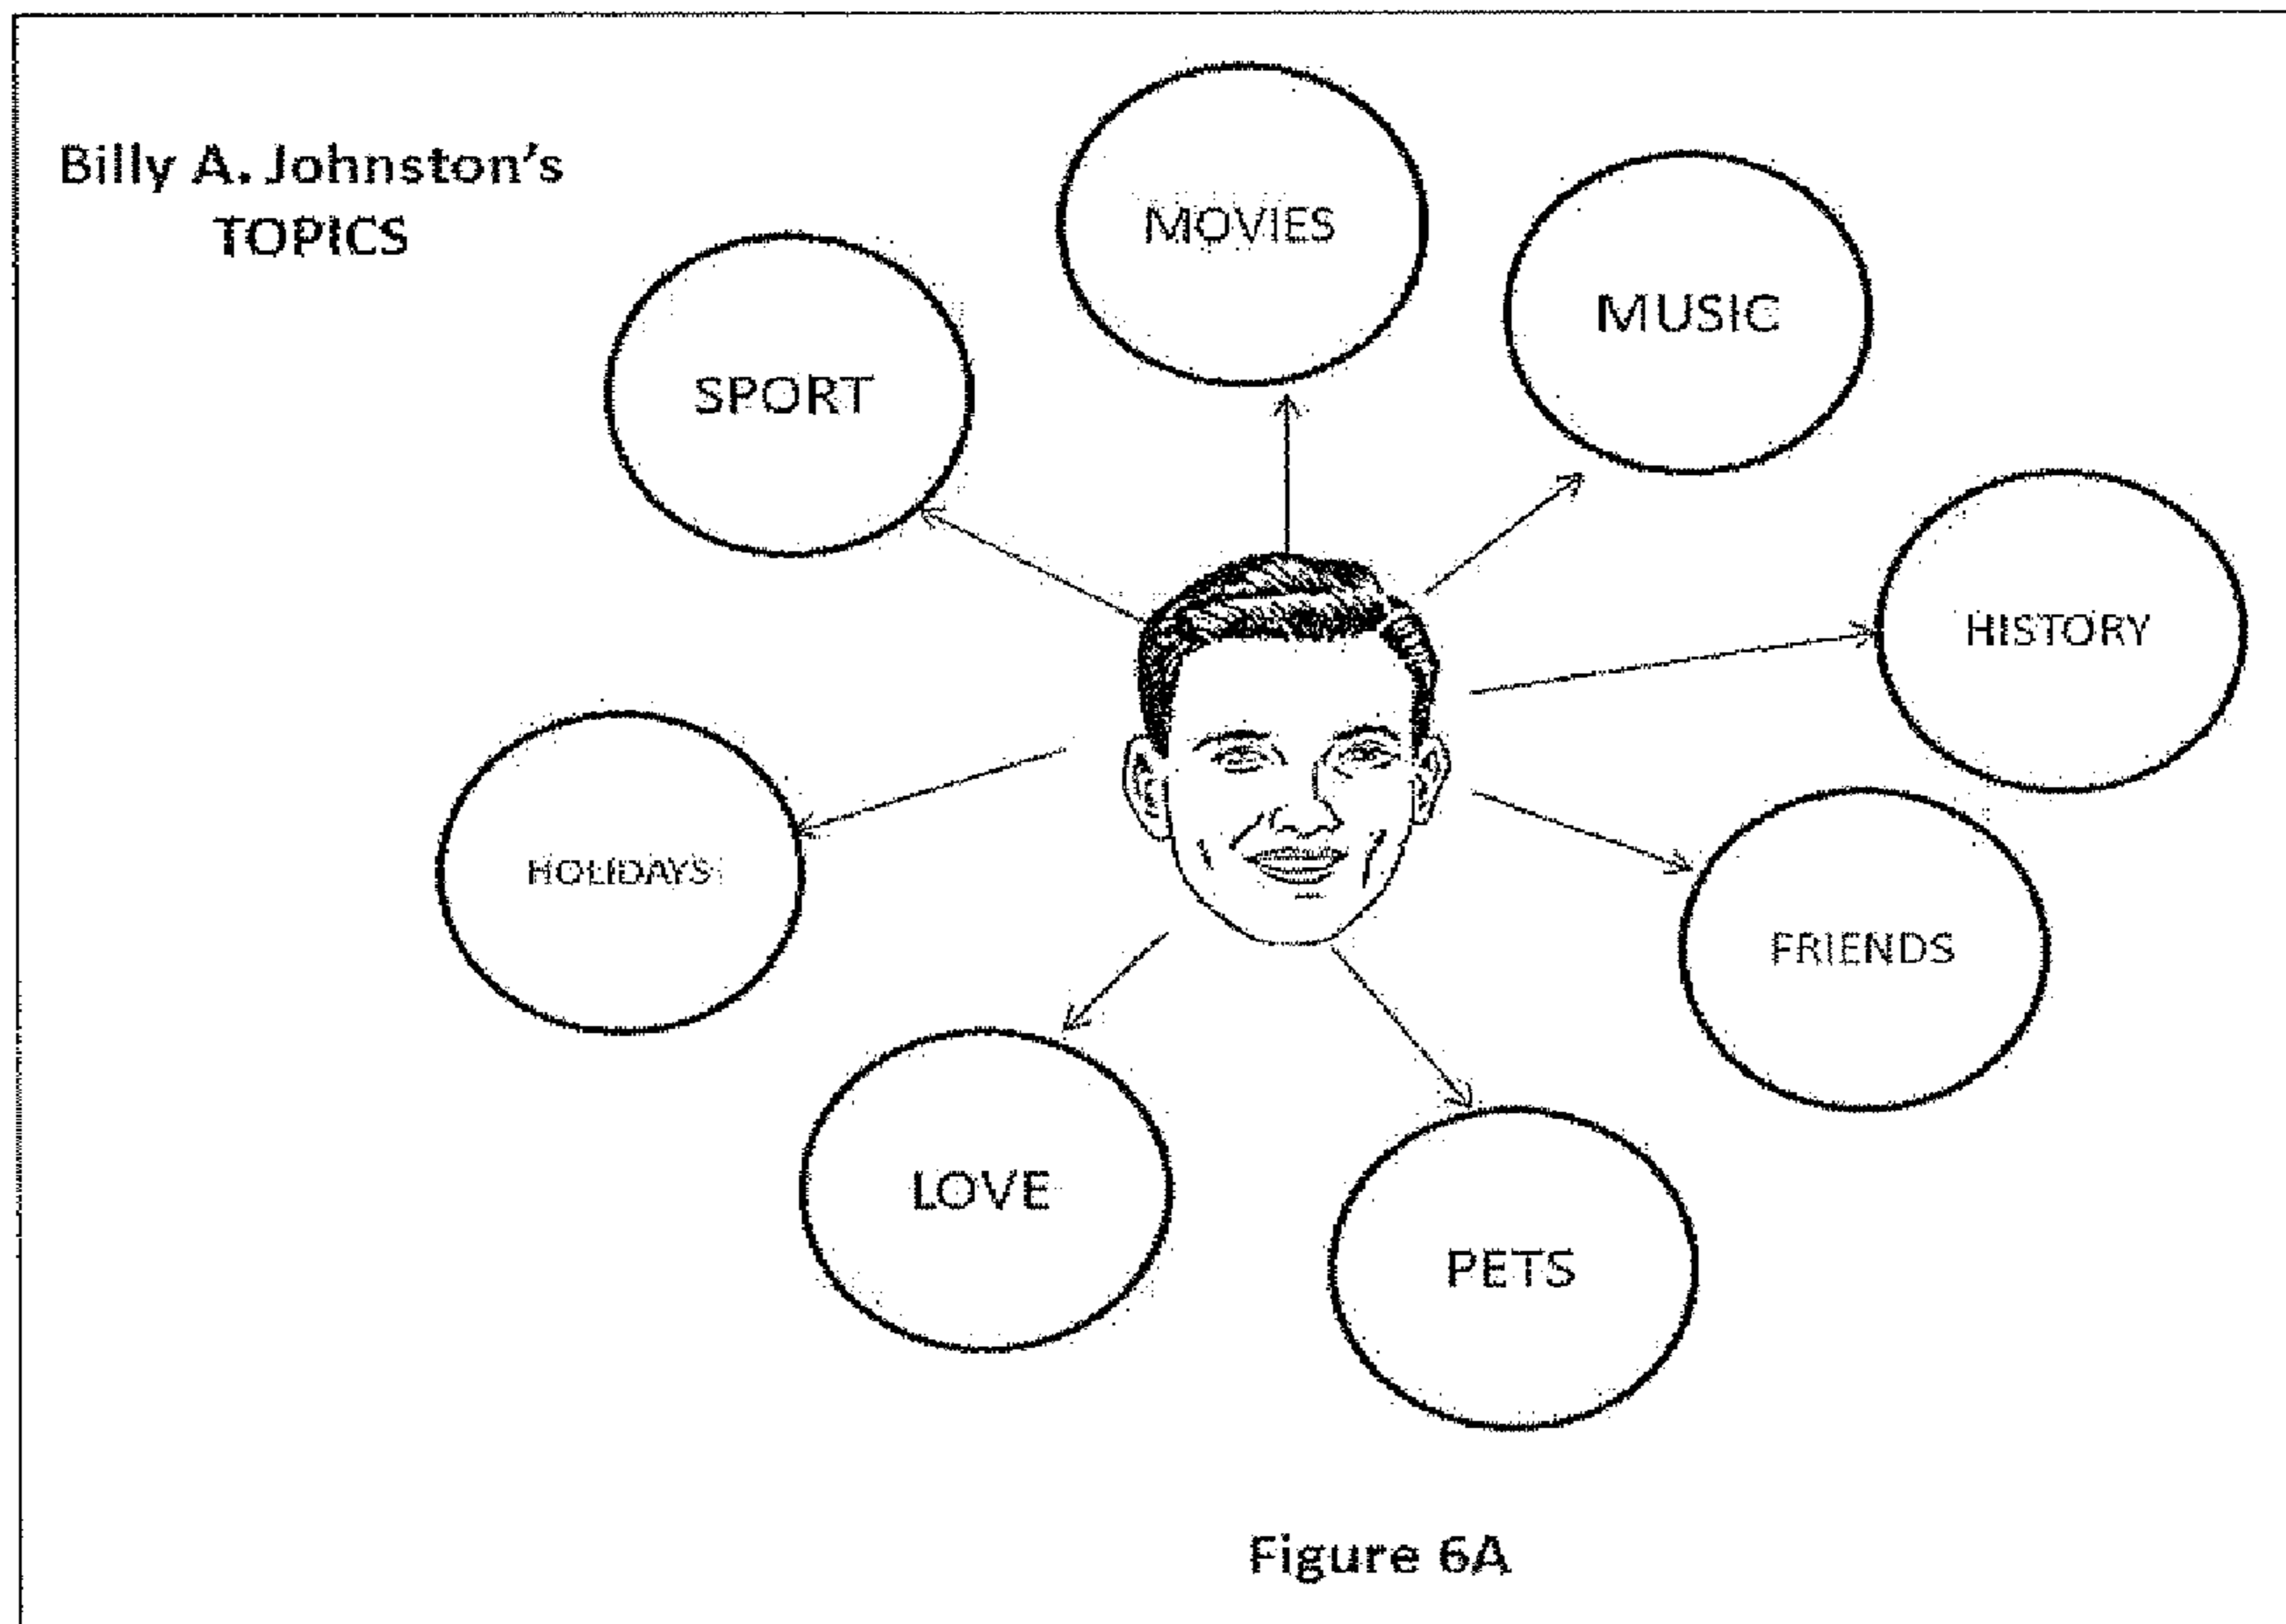 Billy A. Johnston's
TOPICS
MOVIES
MUSIC
SPORT
HISTORY
HOLIDAYS
FRIENDS
LOVE
PETS
Figure 6A